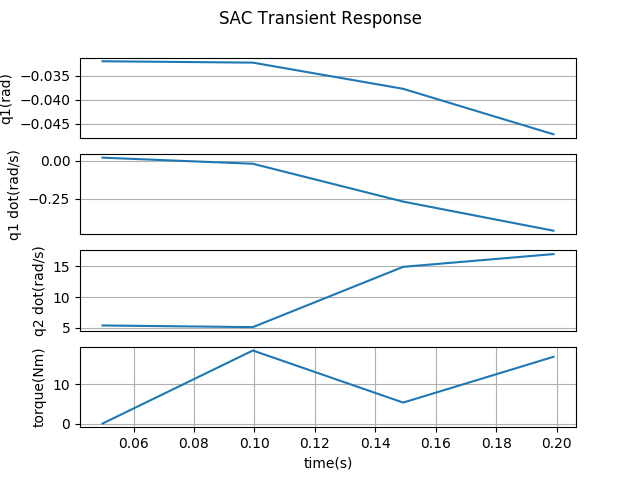 SAC Transient Response
−0.035
−0.040
−0.045
q1(rad)
0.00
−0.25
q1 dot(rad/s)
15
10
5
q2 dot(rad/s)
10
0
torque(Nm)
0.06 0.08 0.10 0.12 0.14 0.16 0.18 0.20
time(s)